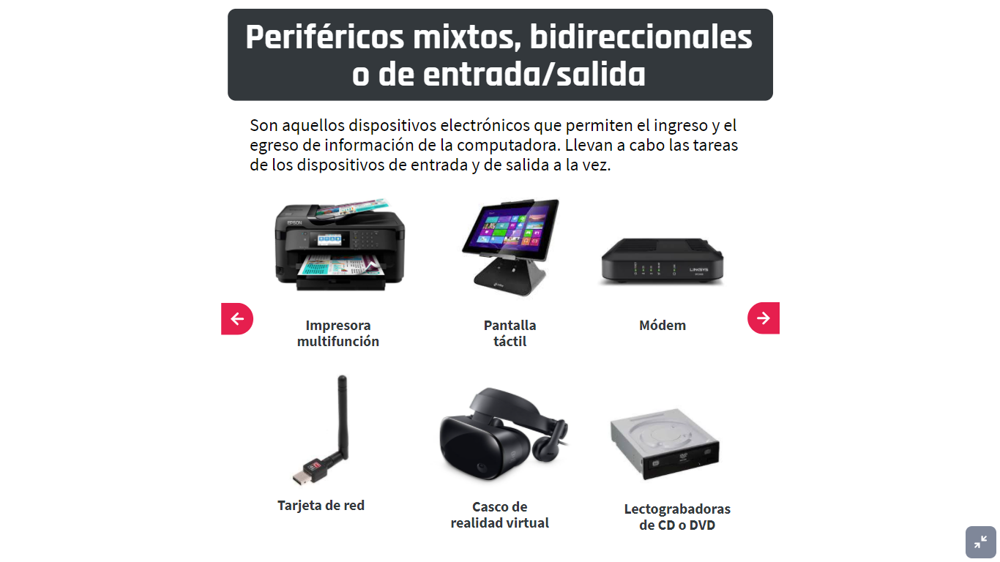 Periféricos mixtos, bidireccionales
o de entrada/salida
Son aquellos dispositivos electrónicos que permiten el ingreso y el
egreso de información de la computadora. Llevan a cabo las tareas
de los dispositivos de entrada y de salida a la vez.
EPSON
LINKSYS
Impresora
multifunción
Pantalla
táctil
Módem
Tarjeta de red
Casco de
realidad virtual
Lectograbadoras
de CD o DVD